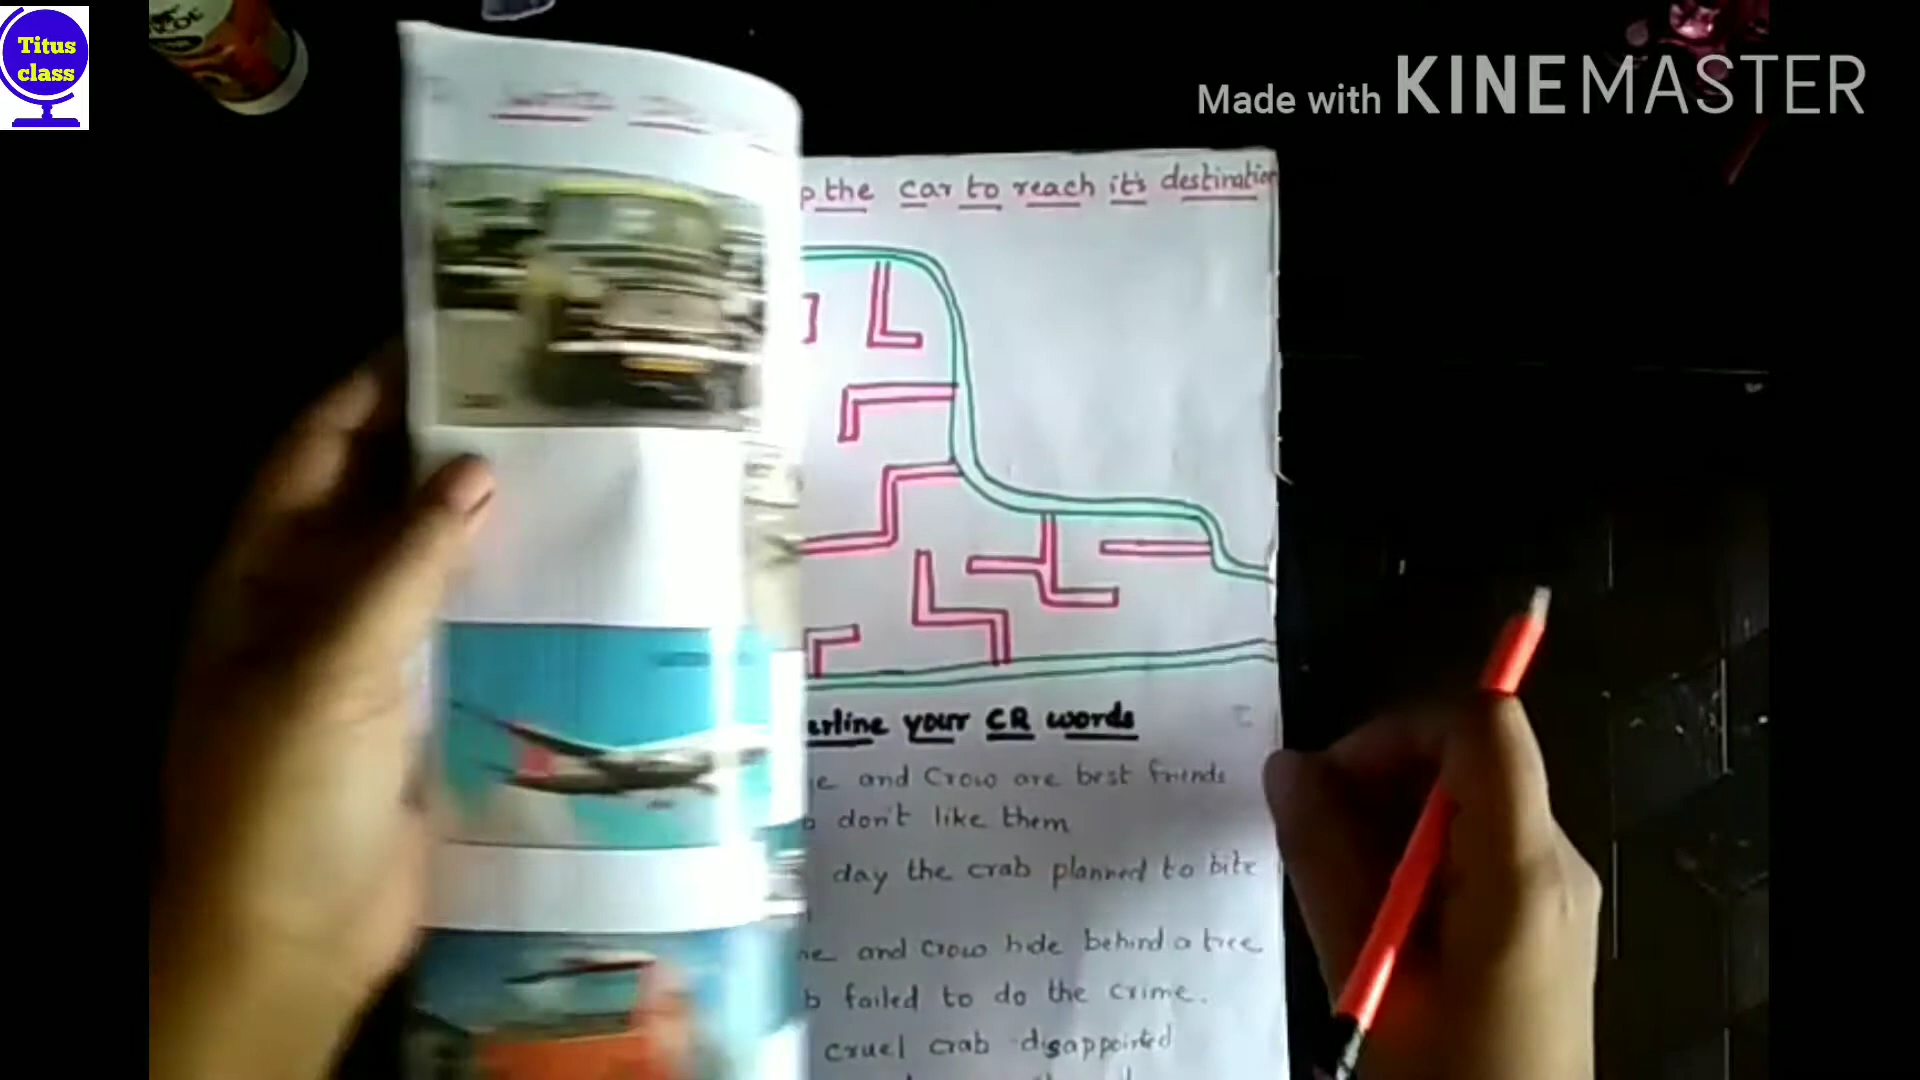 Titus
class
Made with KINEMASTER
the car to reach it's destination
your CR words
and Crow are best friends
don't like them
day the crab planned to bite
and Crow hide behind a tree
failed to do the crime.
cruel crab disappointed